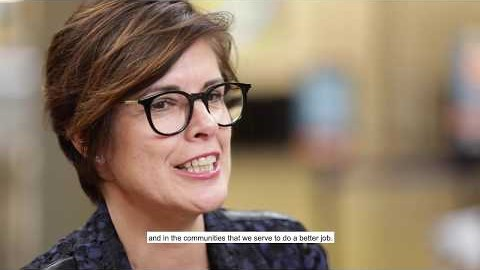 and in the communities that we serve to do a better job.